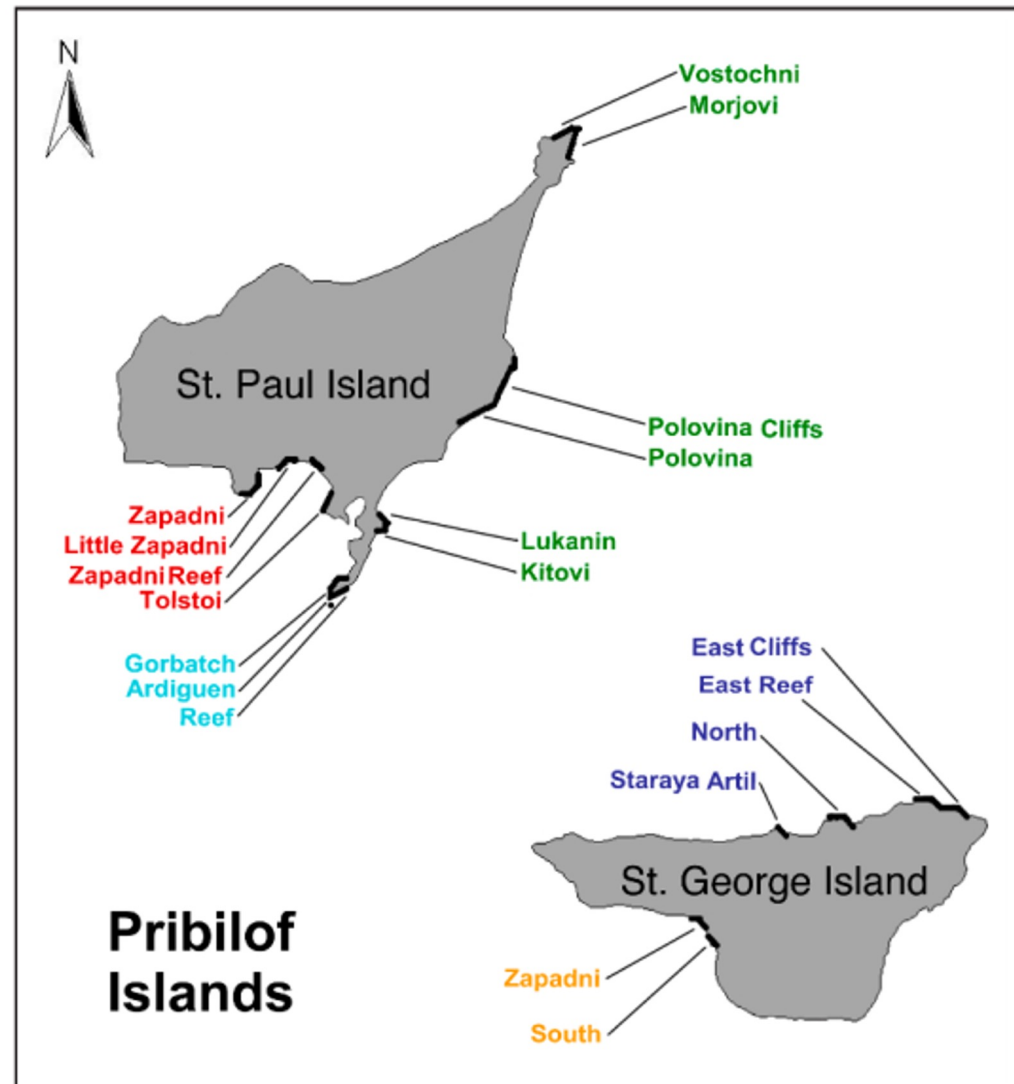 N
Vostochni
Morjovi
St. Paul Island
Polovina Cliffs
Polovina
Zapadni
Little Zapadni
Zapadni Reef
Tolstoi
Lukanin
Kitovi
Gorbatch
Ardiguen
Reef
East Cliffs
East Reef
North
Staraya Artil
St. George Island
Pribilof
Islands
Zapadni
South